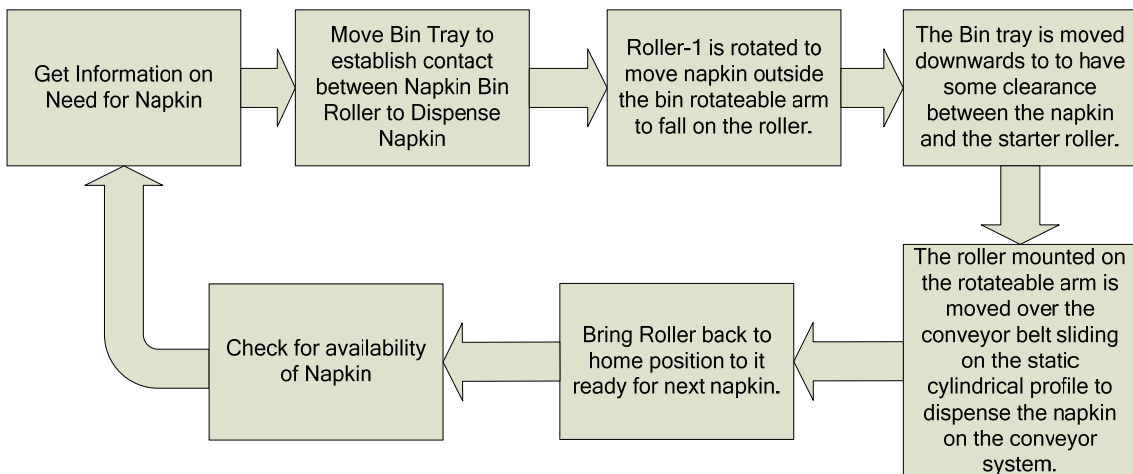 Get Information on
Need for Napkin
Move Bin Tray to
establish contact
between Napkin Bin
Roller to Dispense
Napkin
Roller-1 is rotated to
move napkin outside
the bin rotateable arm
to fall on the roller.
The Bin tray is moved
downwards to to have
some clearance
between the napkin
and the starter roller.
The roller mounted on
the rotateable arm is
moved over the
conveyor belt sliding
on the static
cylindrical profile to
dispense the napkin
on the conveyor
system.
Bring Roller back to
home position to it
ready for next napkin.
Check for availability
of Napkin